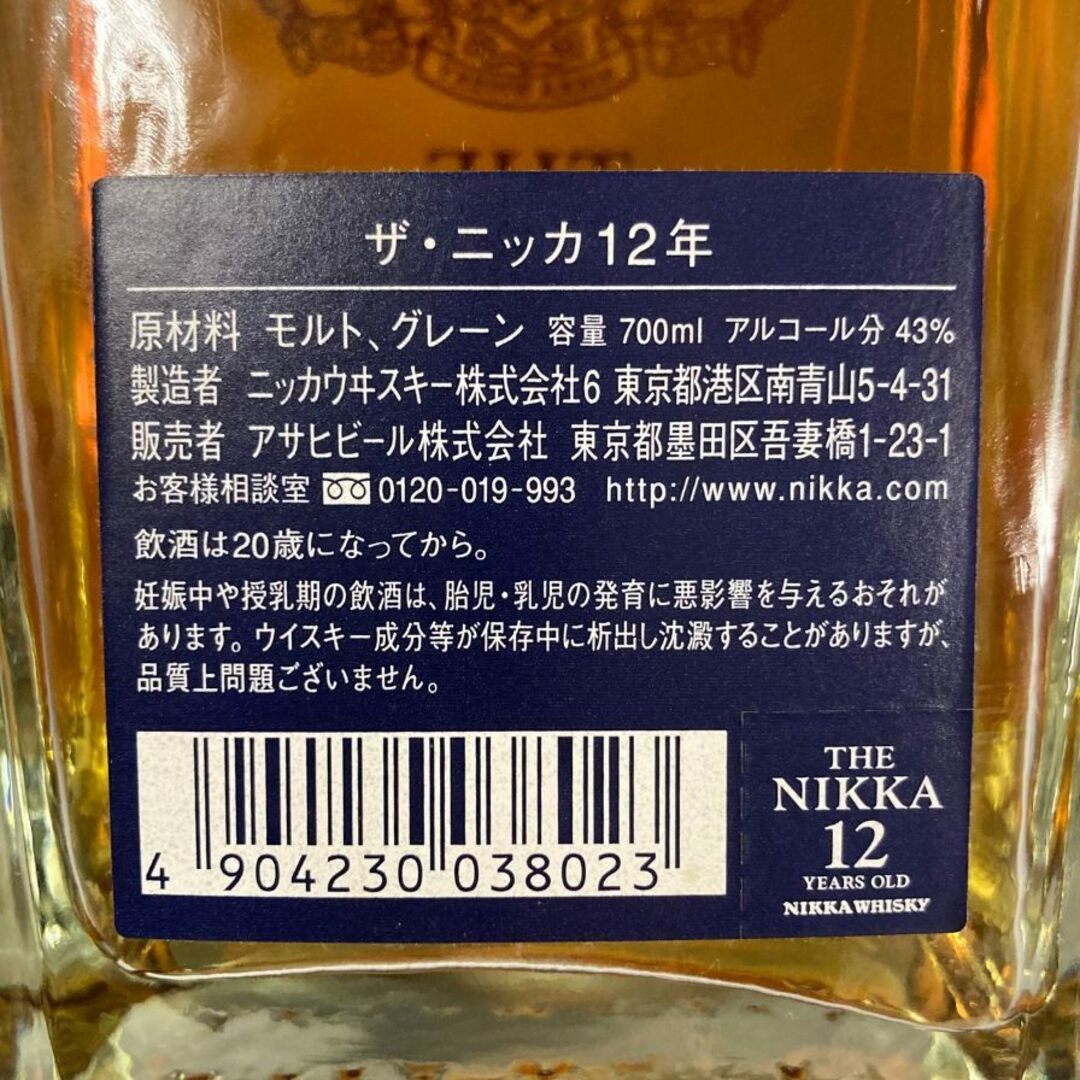 ザ・ニッカ12年
原材料 モルト、グレーン 容量 700ml アルコール分 43%
製造者 ニッカウヰスキー株式会社6 東京都港区南青山5-4-31
販売者 アサヒビール株式会社 東京都墨田区吾妻橋1-23-1
お客様相談室 0120-019-993 http://www.nikka.com
飲酒は20歳になってから。
妊娠中や授乳期の飲酒は、胎児・乳児の発育に悪影響を与えるおそれが
あります。ウイスキー成分等が保存中に析出し沈澱することがありますが、
品質上問題ございません。
4 904230 038023
THE
NIKKA
12
YEARS OLD
NIKKA WHISKY